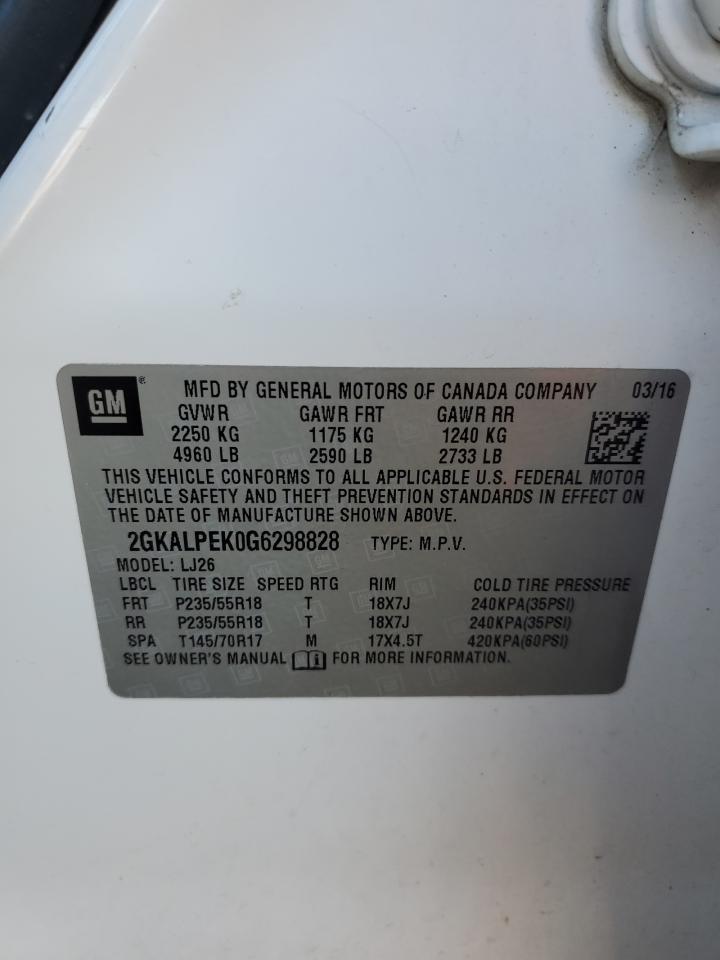 GM ® MFD BY GENERAL MOTORS OF CANADA COMPANY 03/16
GVWR GAWR FRT GAWR RR
2250 KG 1175 KG 1240 KG
4960 LB 2590 LB 2733 LB
THIS VEHICLE CONFORMS TO ALL APPLICABLE U.S. FEDERAL MOTOR
VEHICLE SAFETY AND THEFT PREVENTION STANDARDS IN EFFECT ON
THE DATE OF MANUFACTURE SHOWN ABOVE.
2GKALPEK0G6298828 TYPE: M.P.V.
MODEL: LJ26
LBCL TIRE SIZE SPEED RTG RIM COLD TIRE PRESSURE
FRT P235/55R18 T 18X7J 240KPA(35PSI)
RR P235/55R18 T 18X7J 240KPA(35PSI)
SPA T145/70R17 M 17X4.5T 420KPA(60PSI)
SEE OWNER'S MANUAL FOR MORE INFORMATION.